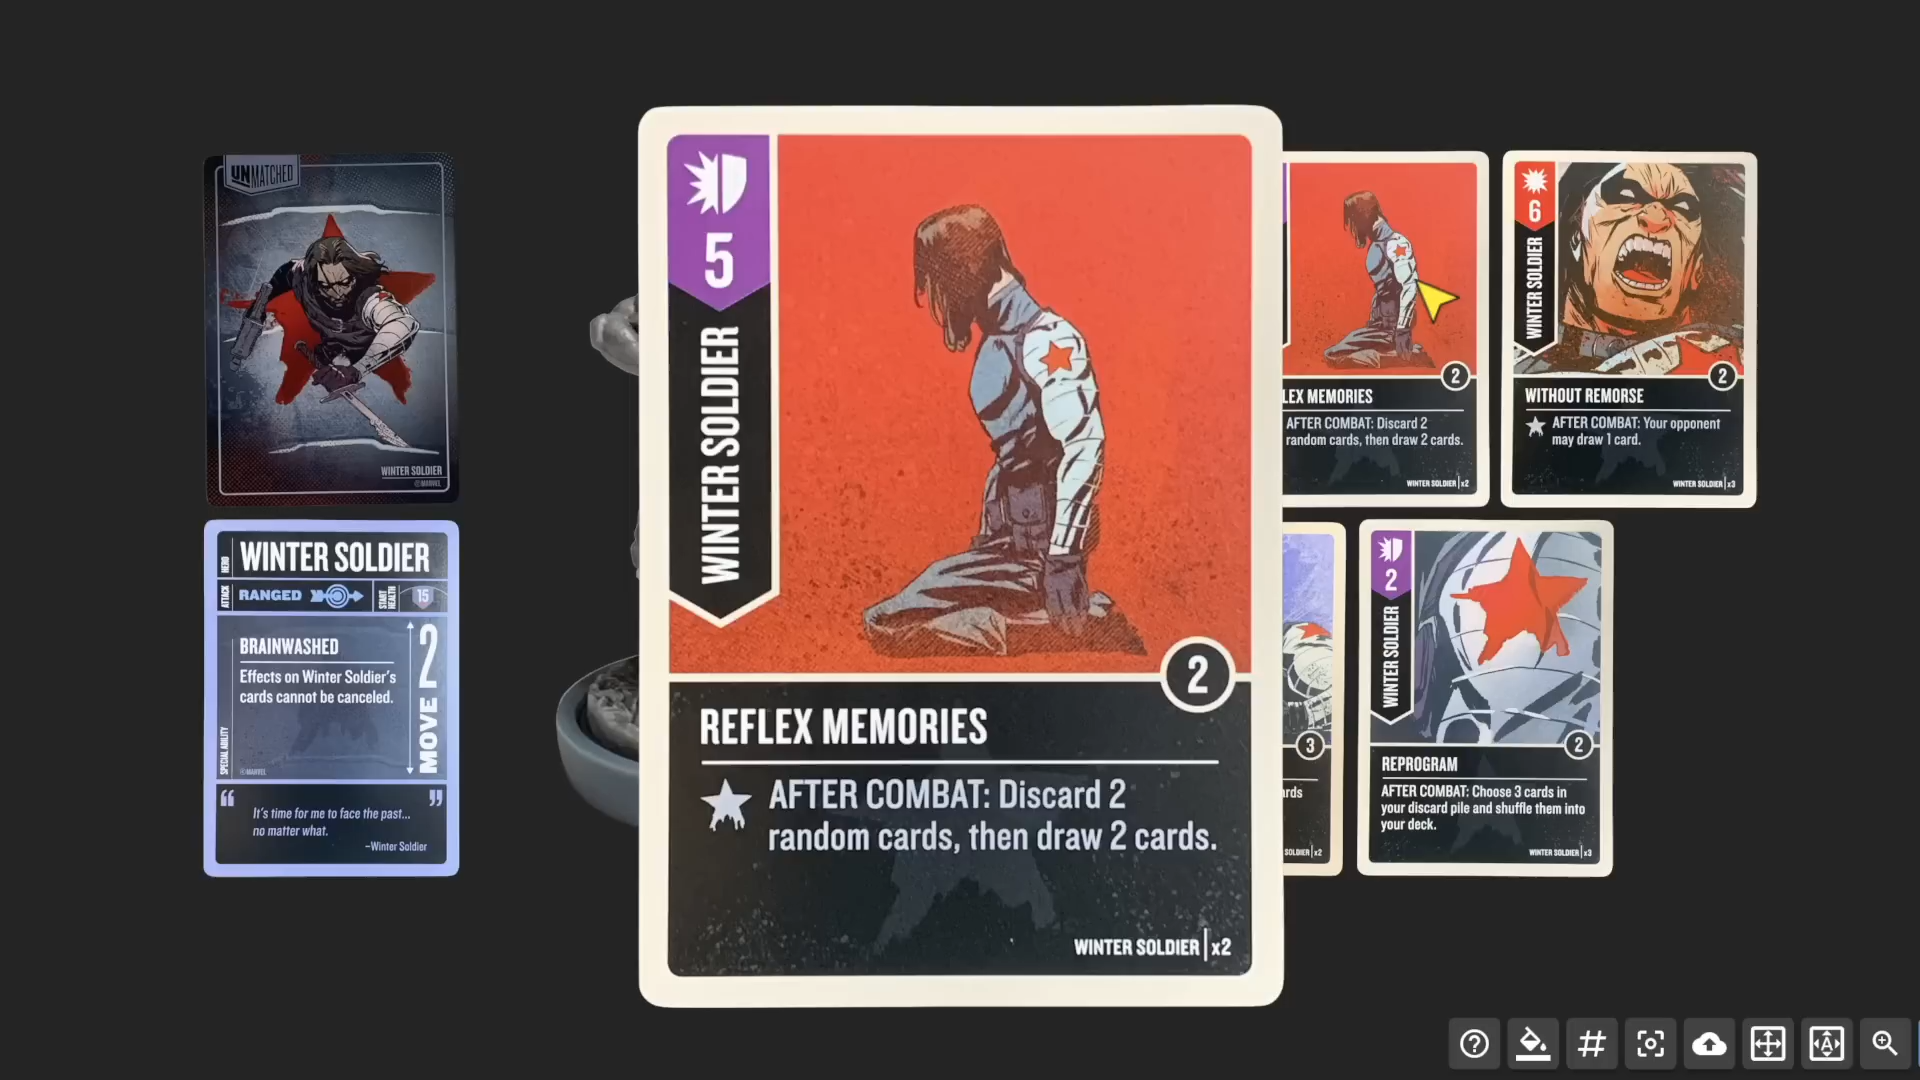 UNMATCHED
WINTER SOLDIER
©MARVEL
HERO
WINTER SOLDIER
ATTACK
RANGED
START HEALTH
15
SPECIAL ABILITY
BRAINWASHED
Effects on Winter Soldier's
cards cannot be canceled.
MOVE 2
©MARVEL
“
”
It's time for me to face the past...
no matter what.
–Winter Soldier
5
WINTER SOLDIER
2
REFLEX MEMORIES
AFTER COMBAT: Discard 2
random cards, then draw 2 cards.
WINTER SOLDIER x2
2
LEX MEMORIES
AFTER COMBAT: Discard 2
random cards, then draw 2 cards.
WINTER SOLDIER x2
6
WINTER SOLDIER
2
WITHOUT REMORSE
AFTER COMBAT: Your opponent
may draw 1 card.
WINTER SOLDIER x3
3
rds
SOLDIER x2
2
WINTER SOLDIER
2
REPROGRAM
AFTER COMBAT: Choose 3 cards in
your discard pile and shuffle them into
your deck.
WINTER SOLDIER x3
? # A